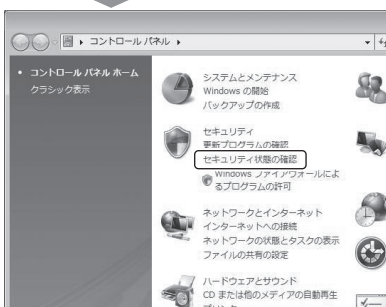 コントロール パネル
コントロール パネル ホーム
クラシック表示
システムとメンテナンス
Windows の開始
バックアップの作成
セキュリティ
更新プログラムの確認
セキュリティ状態の確認
Windows ファイアウォールによ
るプログラムの許可
ネットワークとインターネット
インターネットへの接続
ネットワークの状態とタスクの表示
ファイルの共有の設定
ハードウェアとサウンド
CD または他のメディアの自動再生